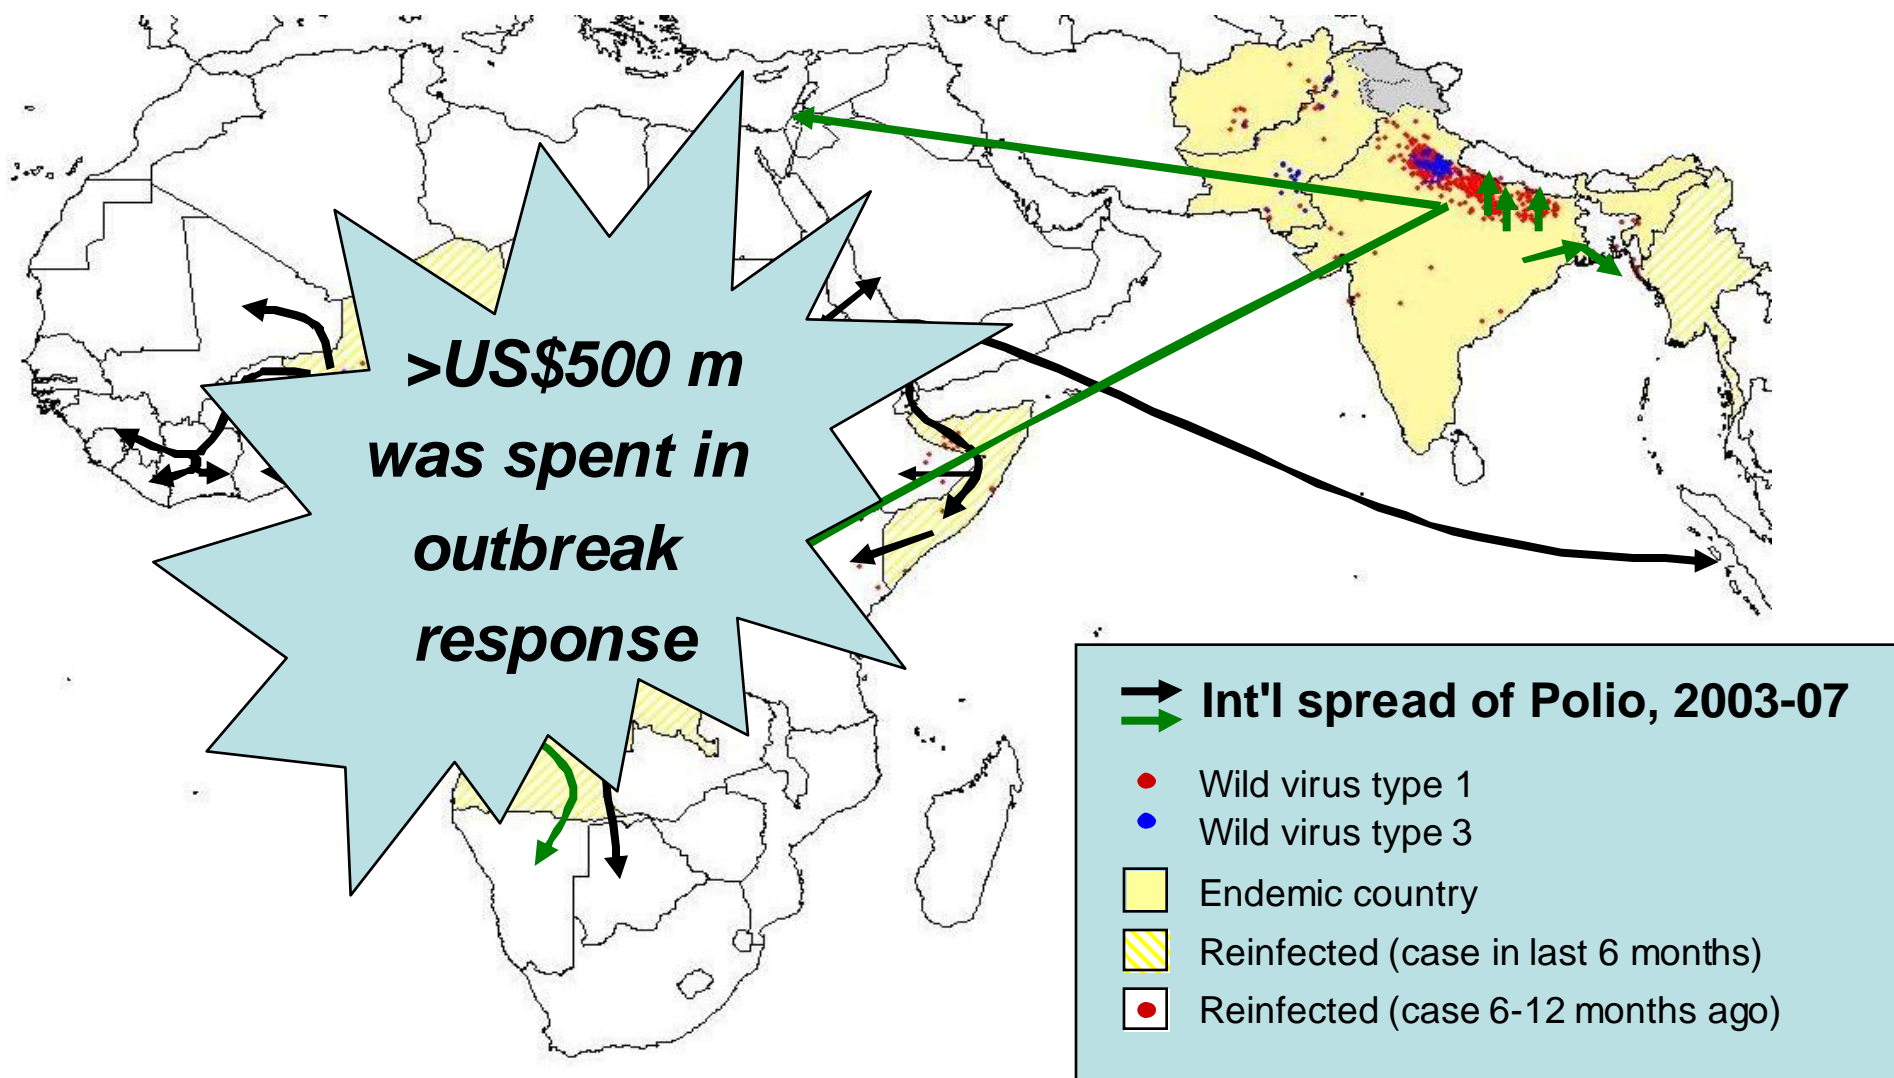 >US$500 m
was spent in
outbreak
response
Int'l spread of Polio, 2003-07
Wild virus type 1
Wild virus type 3
Endemic country
Reinfected (case in last 6 months)
Reinfected (case 6-12 months ago)